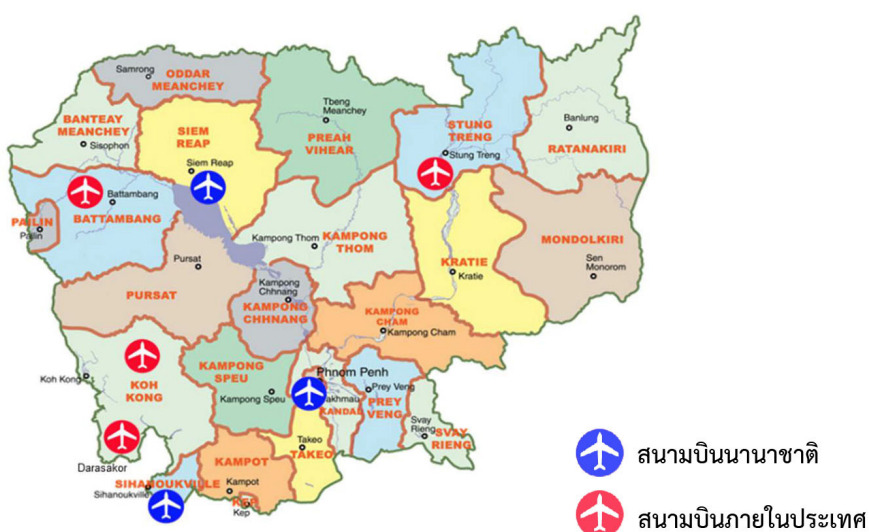 Samrong
ODDAR
MEANCHEY
BANTEAY
MEANCHEY
Sisophon
SIEM
REAP
Siem Reap
Tbeng
Meanchey
PREAH
VIHEAR
STUNG
TRENG
Stung Treng
Banlung
RATANAKIRI
Battambang
BATTAMBANG
PAILIN
Pailin
Kampong Thom
KAMPONG
THOM
KRATIE
Kratie
MONDOLKIRI
Sen
Monorom
Pursat
PURSAT
Kampong
Chhnang
KAMPONG
CHHNANG
KAMPONG
CHAM
Kampong Cham
Koh Kong
KOH
KONG
KAMPONG
SPEU
Kampong Speu
Phnom Penh
akhmau
KANDAL
Prey Veng
PREY
VENG
Svay
Rieng
SVAY
RIENG
Takeo
TAKEO
Darasakor
SIHANOUKVILLE
Sihanoukville
KAMPOT
Kampot
KEP
Kep
สนามบินนานาชาติ
สนามบินภายในประเทศ